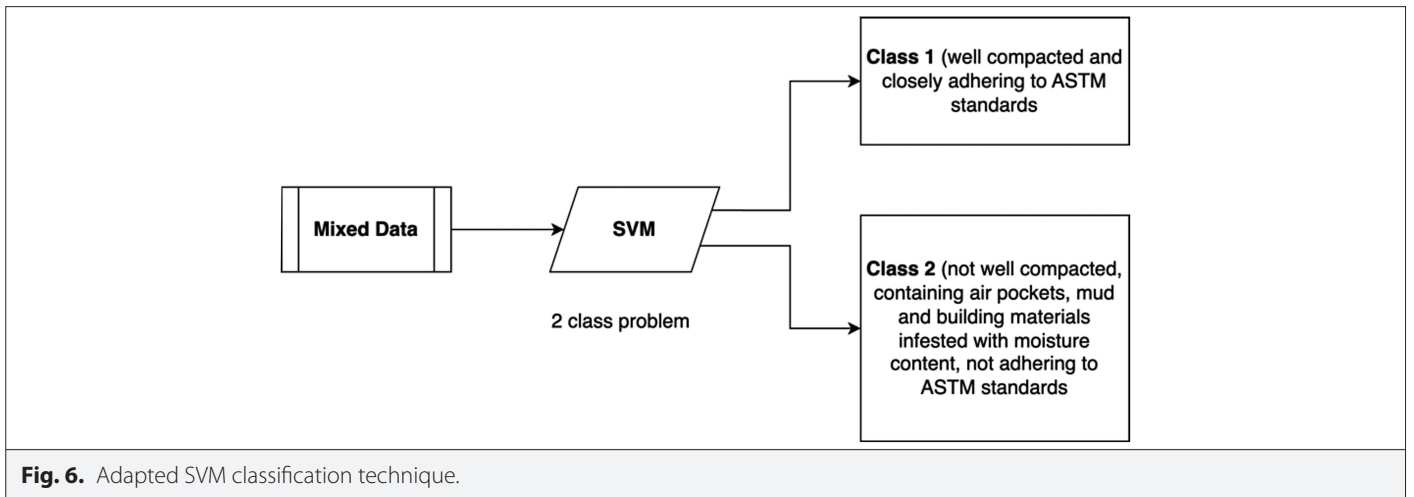 Mixed Data
SVM
2 class problem
Class 1 (well compacted and
closely adhering to ASTM
standards
Class 2 (not well compacted,
containing air pockets, mud
and building materials
infested with moisture
content, not adhering to
ASTM standards
Fig. 6. Adapted SVM classification technique.